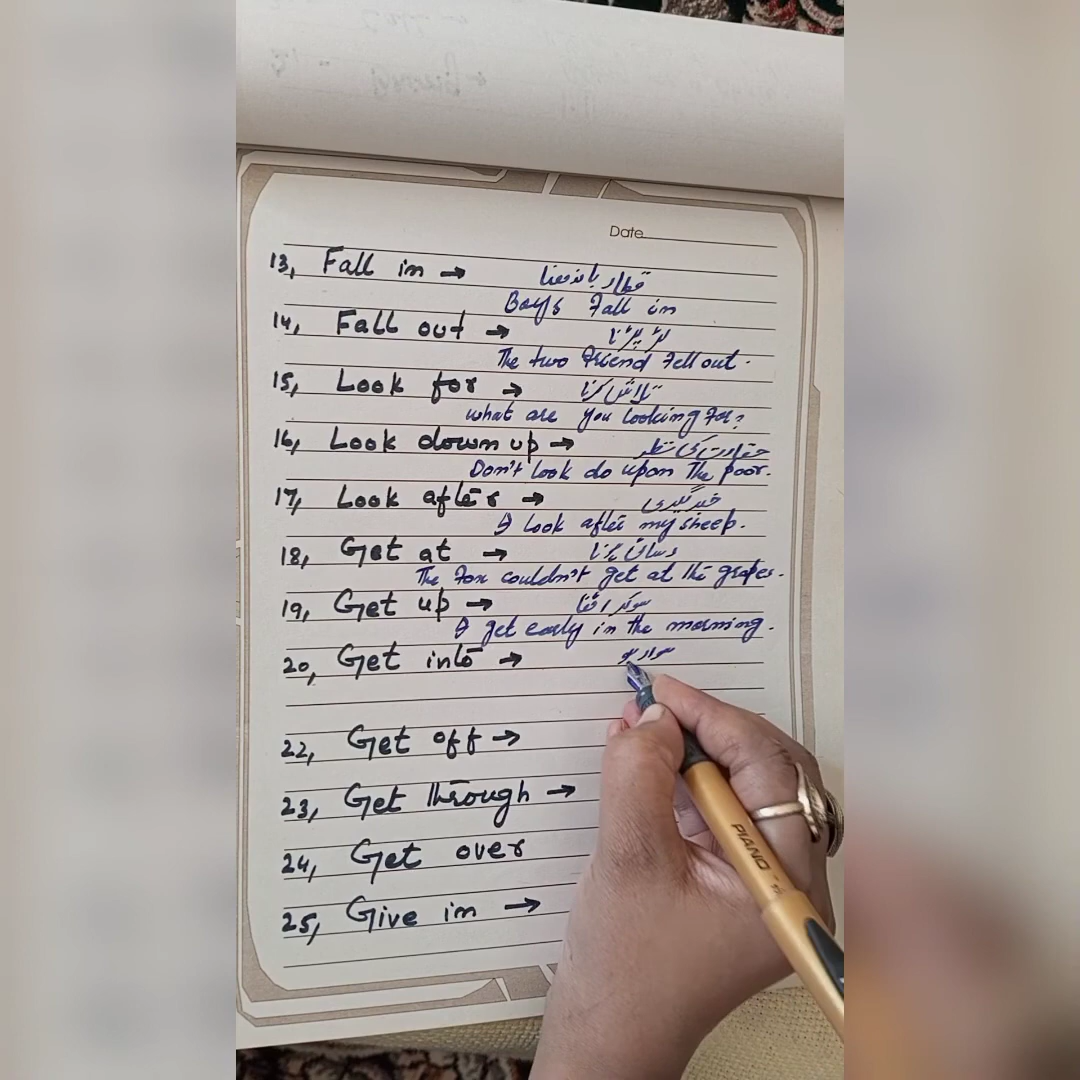 Date
13, Fall in → قطار باندھنا
Boys Fall in
14, Fall out → لڑ پڑنا
The two Friend Fell out.
15, Look for → تلاش کرنا
what are you looking For?
16, Look down up → حقارت کی نظر
Don't look do upon the poor.
17, Look after → خبر گیری
I look after my sheep.
18, Get at → رسائی پانا
The Fox couldn't get at the grapes.
19, Get up → سوکر اٹھنا
I get early in the morning.
20, Get into → سوار ہو
22, Get off →
23, Get through →
24, Get over
25, Give in →
PIANO